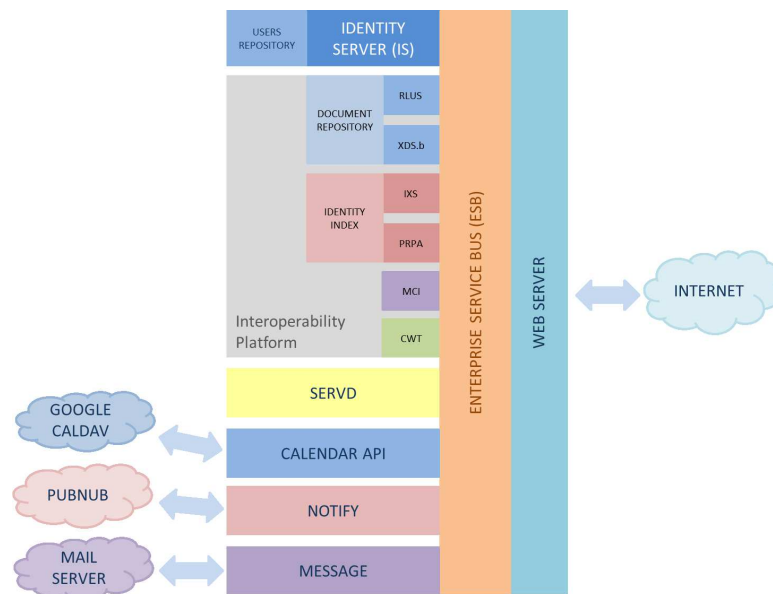 USERS
REPOSITORY
IDENTITY
SERVER (IS)
DOCUMENT
REPOSITORY
RLUS
XDS.b
IDENTITY
INDEX
IXS
PRPA
MCI
CWT
Interoperability
Platform
ENTERPRISE SERVICE BUS (ESB)
WEB SERVER
INTERNET
SERVD
GOOGLE
CALDAV
CALENDAR API
PUBNUB
NOTIFY
MAIL
SERVER
MESSAGE